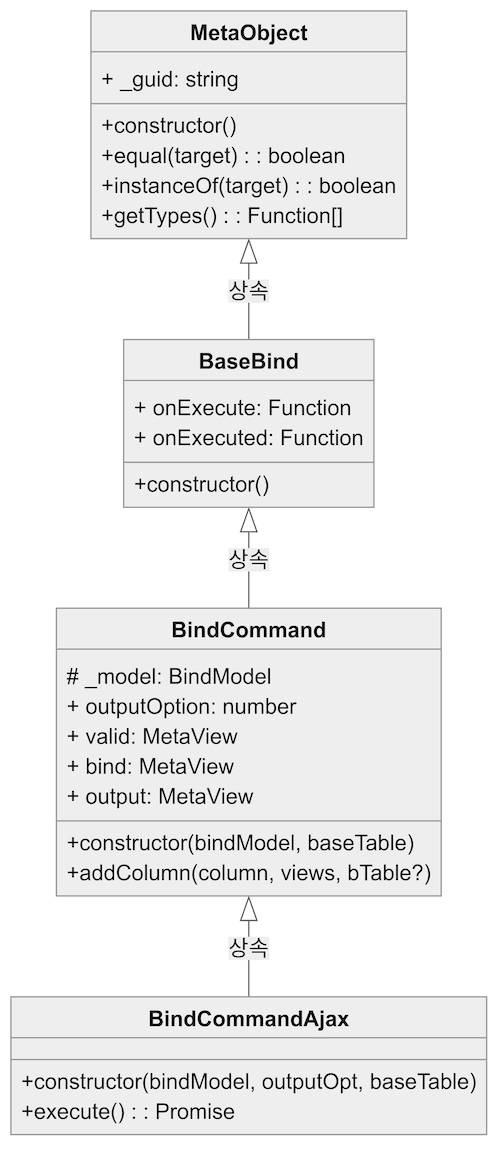 MetaObject
+ _guid: string
+constructor()
+equal(target) : : boolean
+instanceOf(target) : : boolean
+getTypes() : : Function[]
상속
BaseBind
+ onExecute: Function
+ onExecuted: Function
+constructor()
상속
BindCommand
# _model: BindModel
+ outputOption: number
+ valid: MetaView
+ bind: MetaView
+ output: MetaView
+constructor(bindModel, baseTable)
+addColumn(column, views, bTable?)
상속
BindCommandAjax
+constructor(bindModel, outputOpt, baseTable)
+execute() : : Promise